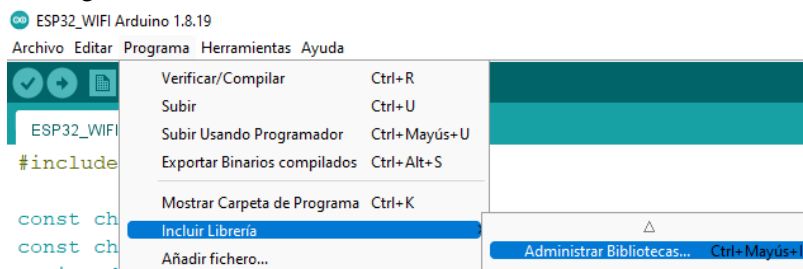 ESP32_WIFI Arduino 1.8.19
Archivo Editar Programa Herramientas Ayuda
Verificar/Compilar Ctrl+R
Subir Ctrl+U
ESP32_WIFI Subir Usando Programador Ctrl+Mayús+U
#include Exportar Binarios compilados Ctrl+Alt+S
Mostrar Carpeta de Programa Ctrl+K
const ch Incluir Librería
const ch Añadir fichero... Administrar Bibliotecas... Ctrl+Mayús+